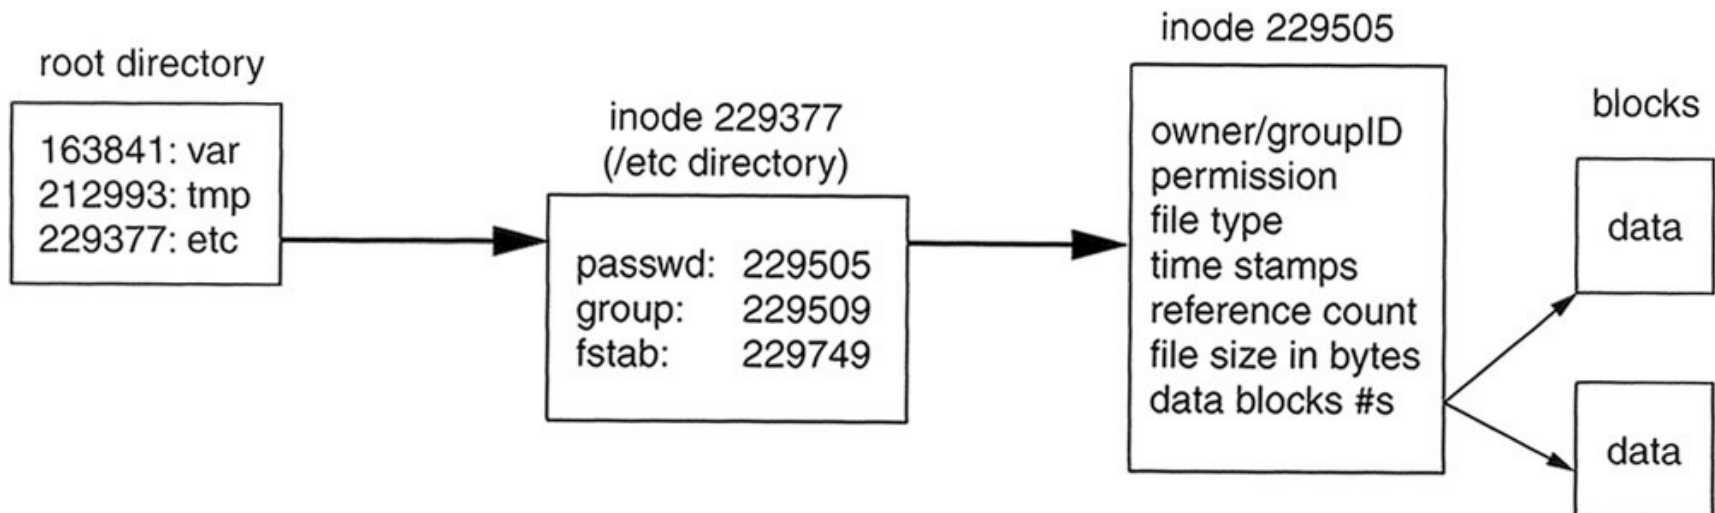 root directory
163841: var
212993: tmp
229377: etc
inode 229377
(/etc directory)
passwd: 229505
group: 229509
fstab: 229749
inode 229505
owner/groupID
permission
file type
time stamps
reference count
file size in bytes
data blocks #s
blocks
data
data